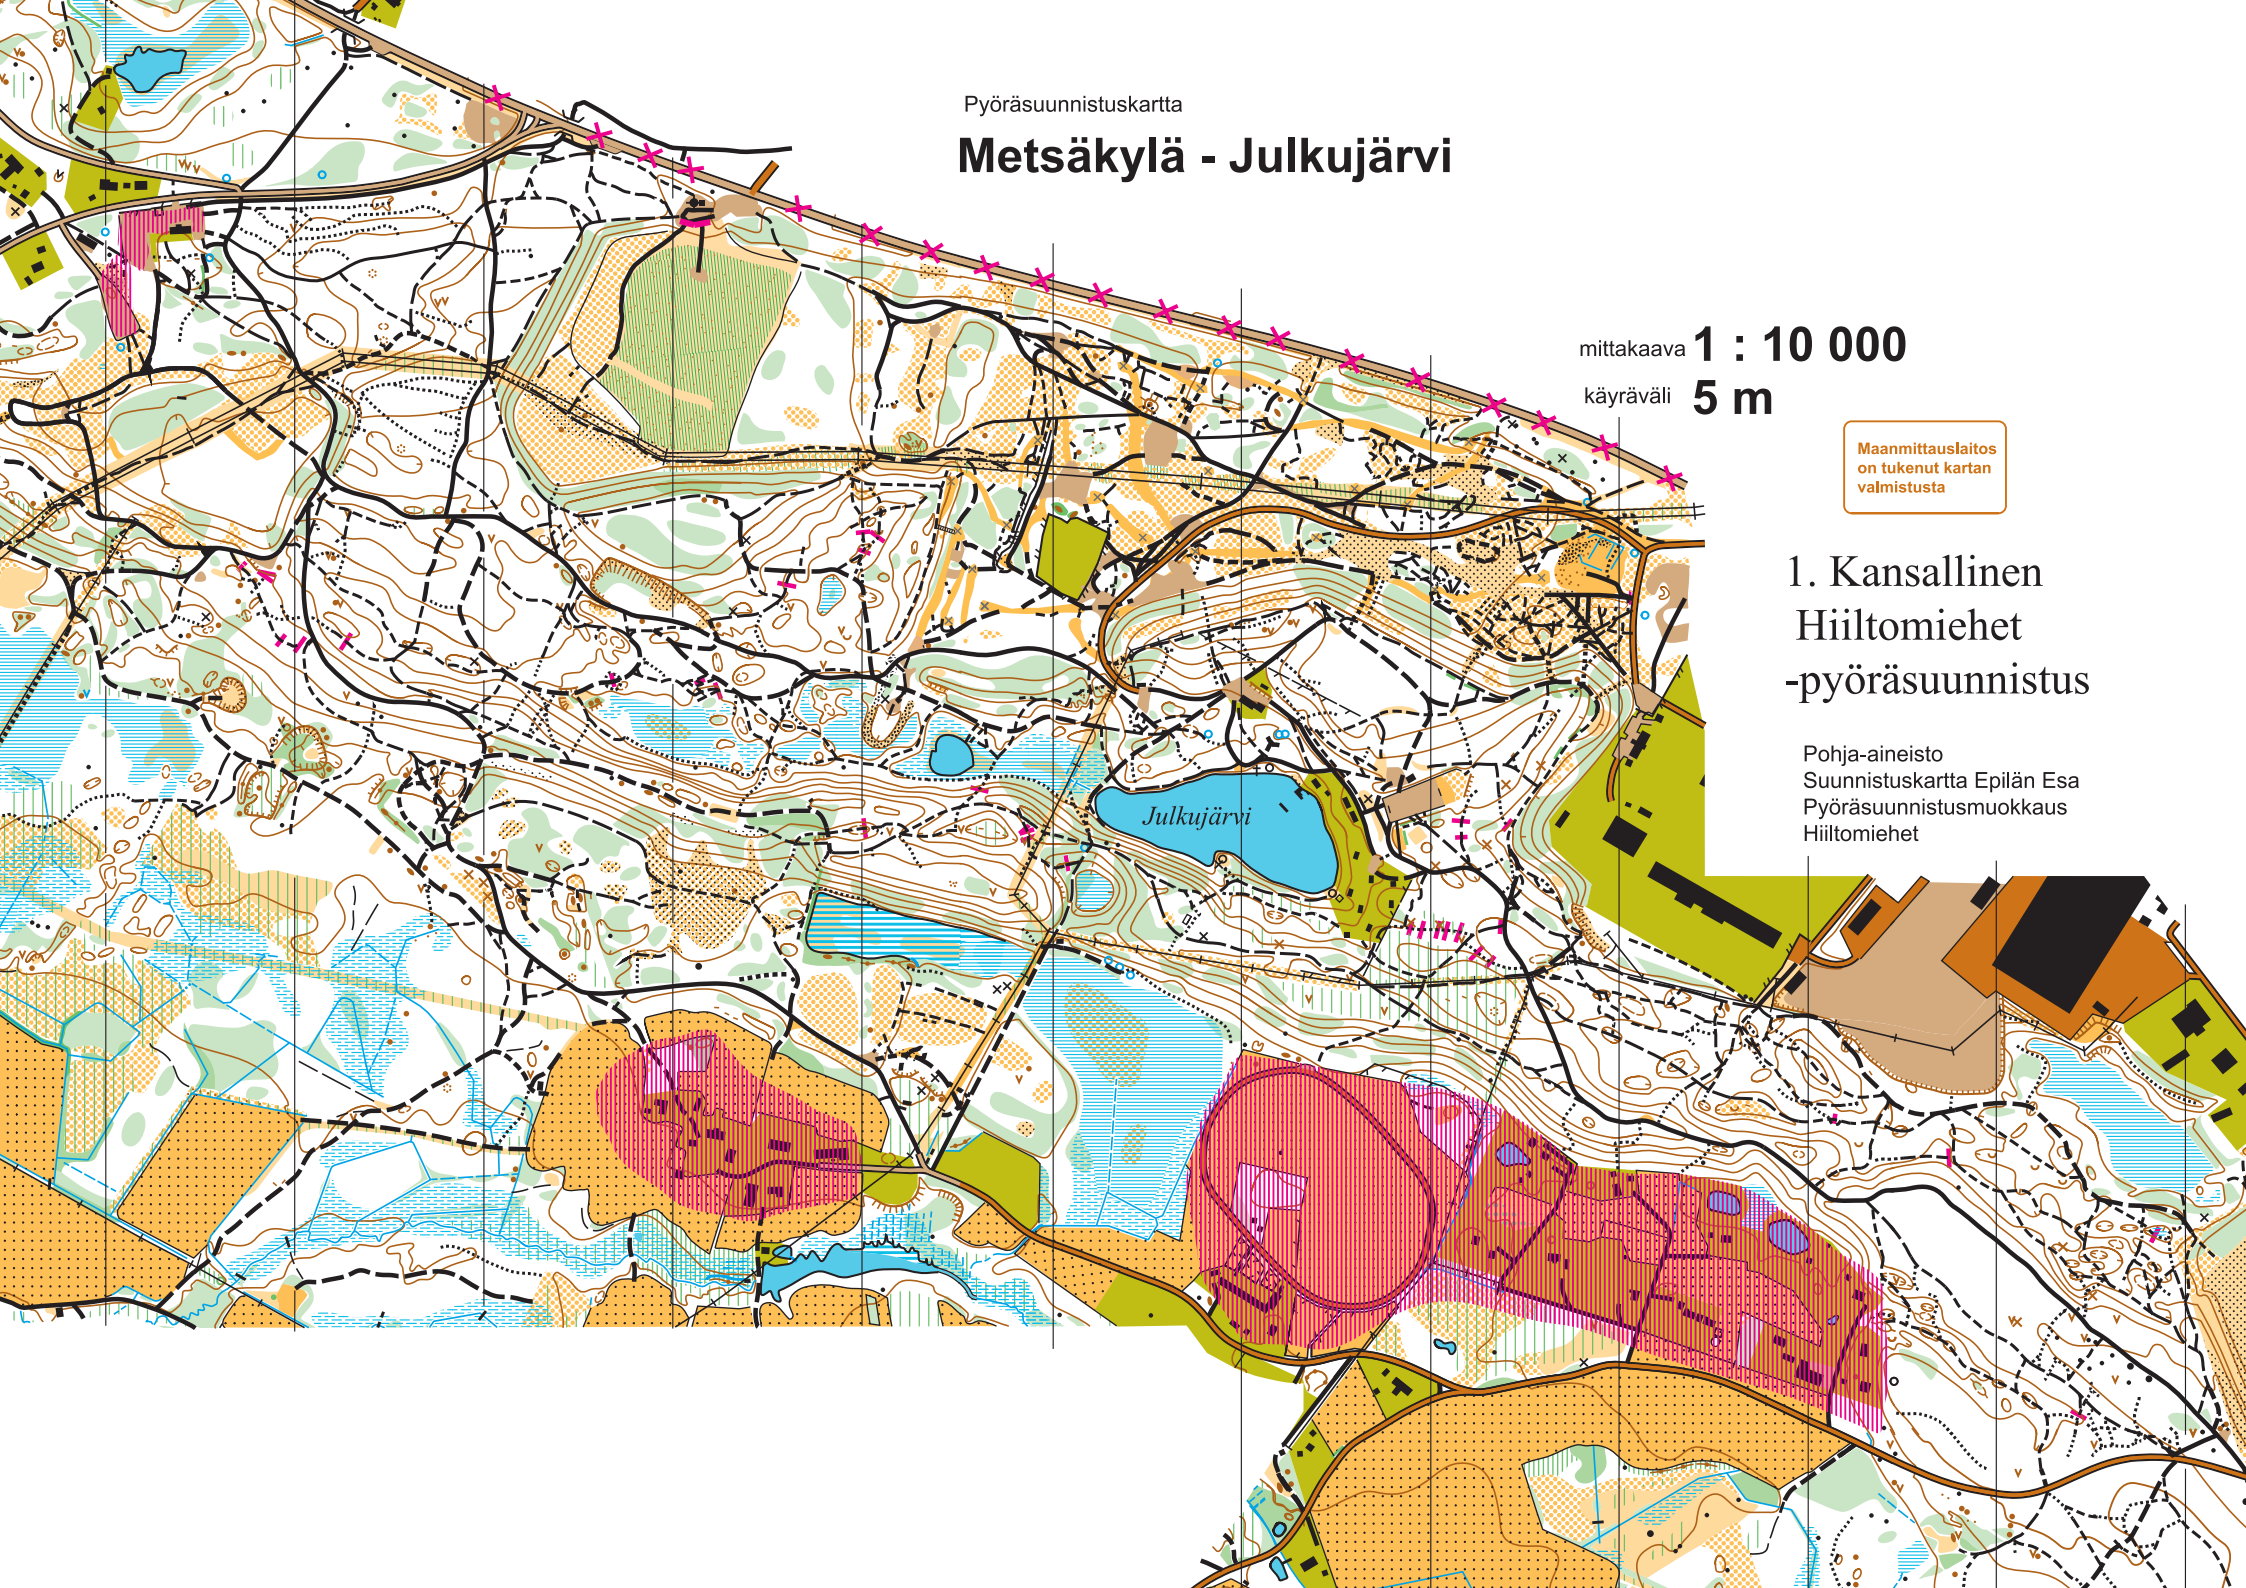 Pyöräsuunnistuskartta
Metsäkylä - Julkujärvi
mittakaava 1 : 10 000
käyräväli 5 m
Maanmittauslaitos
on tukenut kartan
valmistusta
1. Kansallinen
Hiiltomiehet
-pyöräsuunnistus
Pohja-aineisto
Suunnistuskartta Epilän Esa
Pyöräsuunnistusmuokkaus
Hiiltomiehet
Julkujärvi